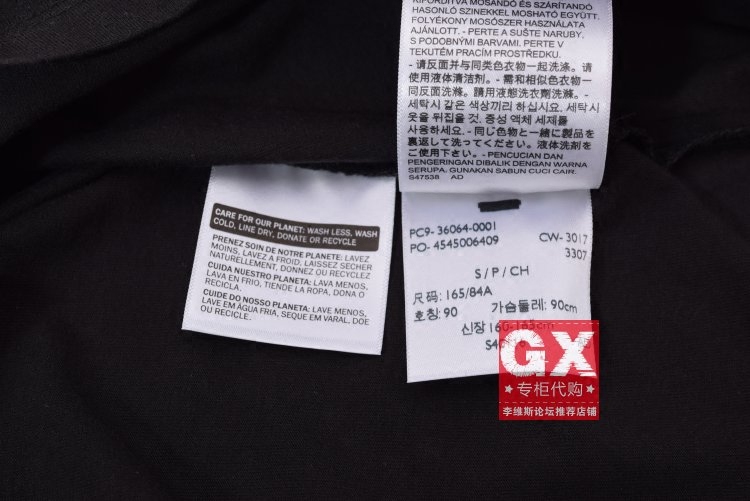 KIFORDÍTVA MOSANDÓ ÉS SZÁRÍTANDÓ
HASONLÓ SZINEKKEL MOSHATÓ EGYÜTT.
FOLYÉKONY MOSÓSZER HASZNÁLATA
AJÁNLOTT. - PERTE A SUŠTE NARUBY.
S PODOBNÝMI BARVAMI. PERTE V
TEKUTÉM PRACÍM PROSTŘEDKU.
- 请反面并与同类色衣物一起洗涤。请
使用液体清洁剂。- 需和相似色衣物一
同反面洗滌。請用液態洗衣劑洗滌。-
세탁시 같은 색상끼리 하십시요. 세탁시
옷을 뒤집을 것. 중성 액체 세제를
사용하세요. - 同じ色物と一緒に製品を
裏返して洗ってください。液体洗剤を
ご使用下さい。- PENCUCIAN DAN
PENGERINGAN DIBALIK DENGAN WARNA
SERUPA. GUNAKAN SABUN CUCI CAIR.
S47538 AD
CARE FOR OUR PLANET: WASH LESS, WASH
COLD, LINE DRY, DONATE OR RECYCLE
PRENEZ SOIN DE NOTRE PLANETE: LAVEZ
MOINS, LAVEZ A FROID, LAISSEZ SECHER
NATURELLEMENT, DONNEZ OU RECYCLEZ
CUIDA NUESTRO PLANETA: LAVA MENOS,
LAVA EN FRIO, TIENDE LA ROPA, DONA O
RECICLA.
CUIDE DO NOSSO PLANETA: LAVE MENOS,
LAVE EM ÁGUA FRIA, SEQUE EM VARAL, DOE
OU RECICLE.
PC9- 36064-0001
PO- 4545006409 CW- 3017
3307
S / P / CH
尺码: 165/84A
호칭: 90 가슴둘레: 90cm
신장 160-165cm
GX
★专柜代购★
李维斯论坛推荐店铺